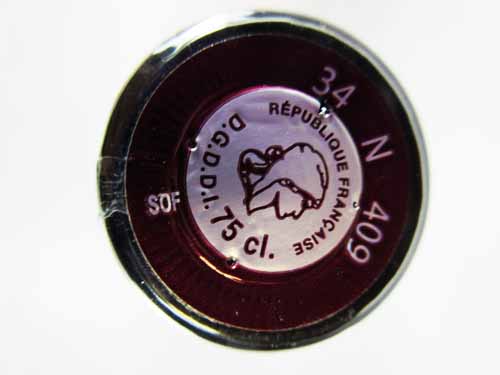 34 N 409
RÉPUBLIQUE FRANÇAISE
D.G.D.D.I. 75 cl.
SOF